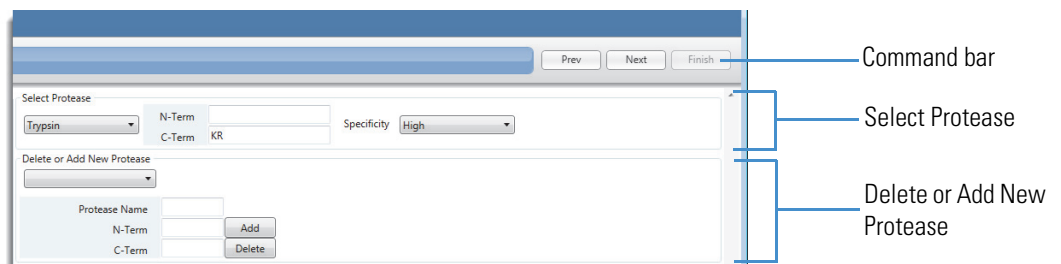 Prev Next Finish
Command bar
Select Protease
Trypsin
N-Term
C-Term KR
Specificity High
Select Protease
Delete or Add New Protease
Protease Name
N-Term Add
C-Term Delete
Delete or Add New
Protease